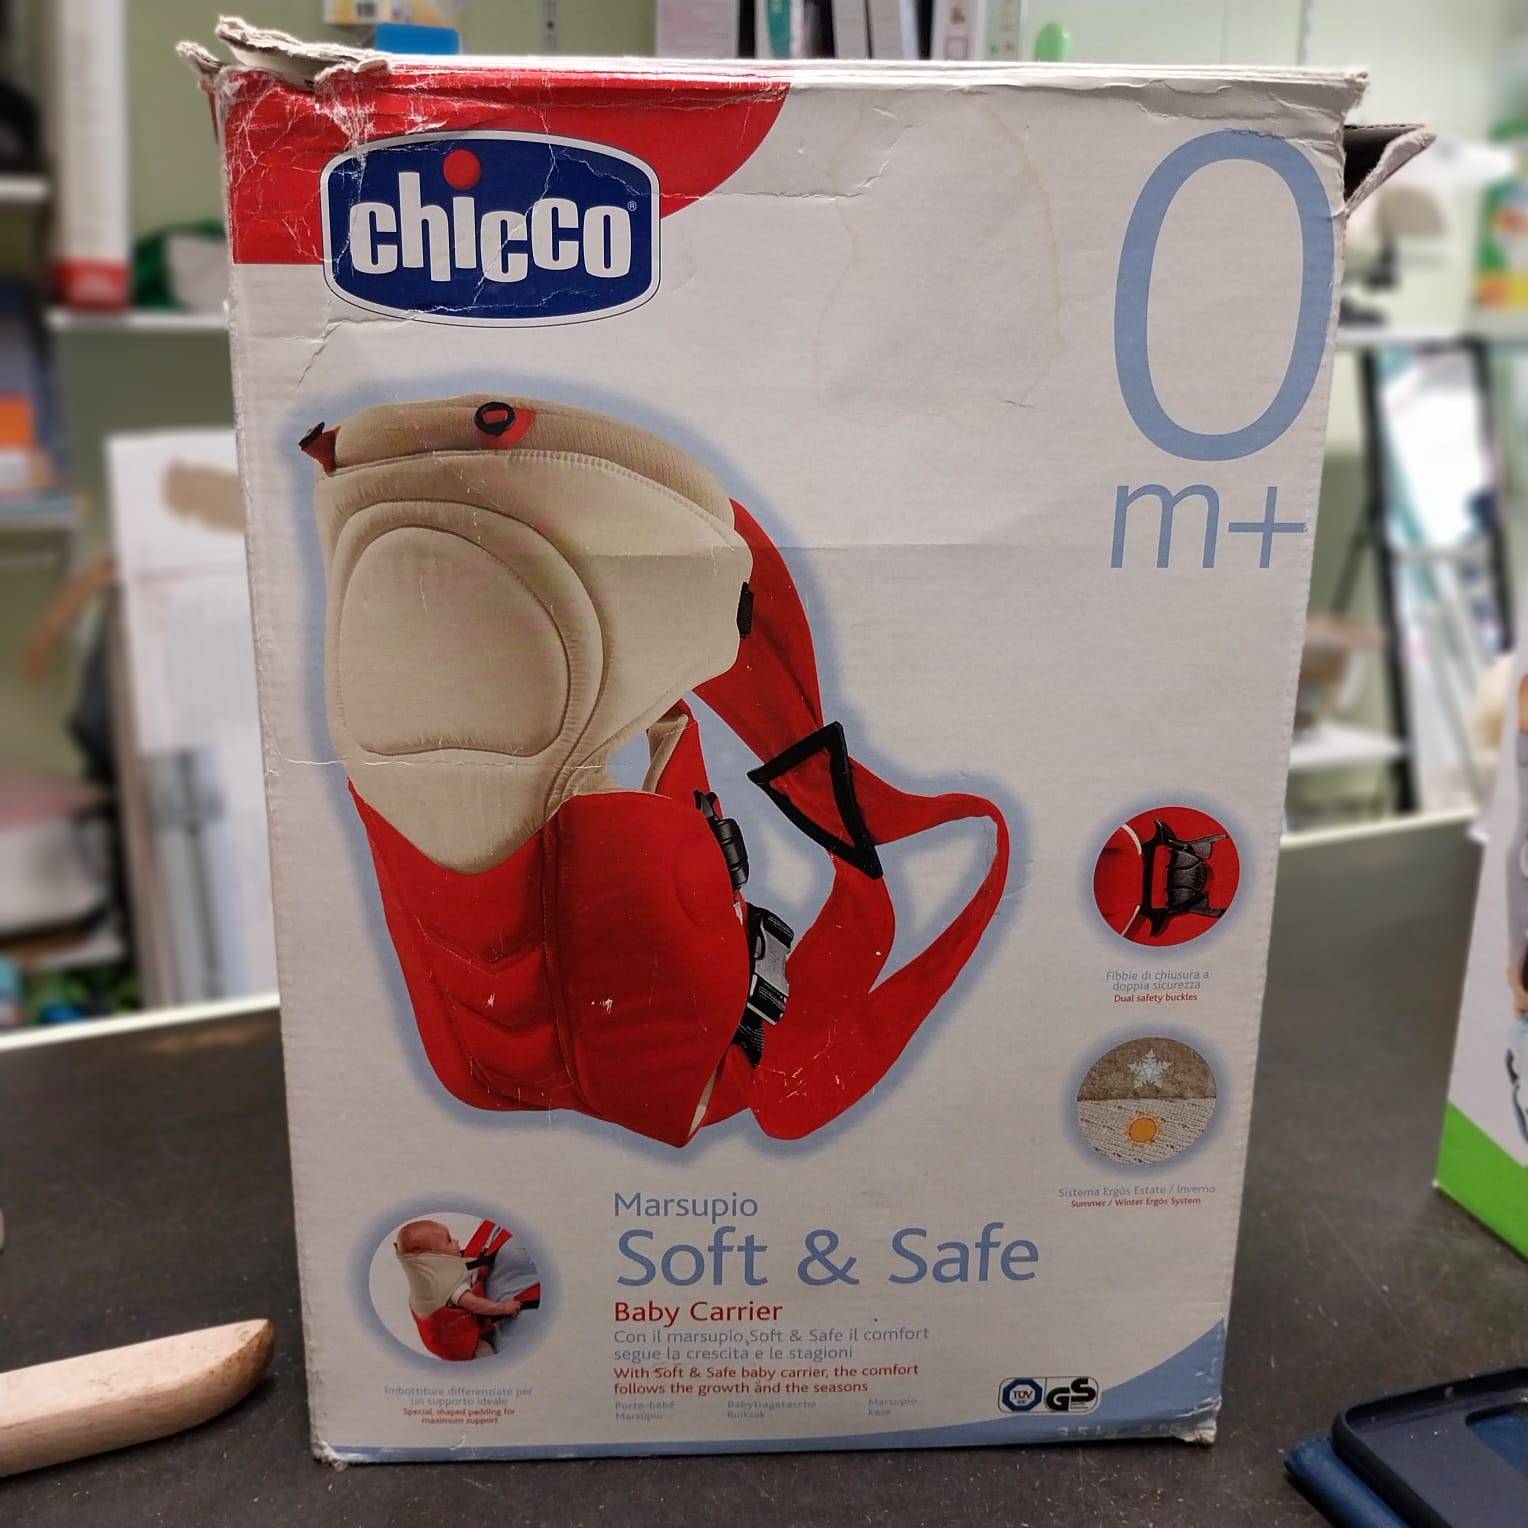 chicco®
0
m+
Fibbie di chiusura a
doppia sicurezza
Dual safety buckles
Sistema Ergòs Estate / Inverno
Summer / Winter Ergòs System
Marsupio
Soft & Safe
Baby Carrier
Con il marsupio Soft & Safe il comfort
segue la crescita e le stagioni
With Soft & Safe baby carrier, the comfort
follows the growth and the seasons
Porte-bébé Babytragetasche Marsupio
Marsúpio Buikzak
Imbottiture differenziate per
un supporto ideale
Special, shaped padding for
maximum support
TÜV GS